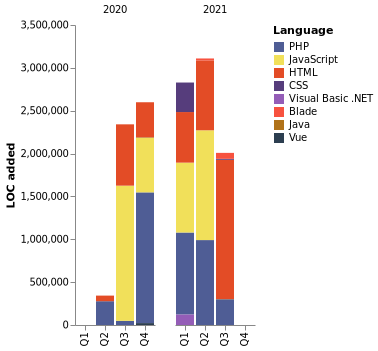 2020
2021
LOC added
3,500,000
3,000,000
2,500,000
2,000,000
1,500,000
1,000,000
500,000
0
Q1
Q2
Q3
Q4
Q1
Q2
Q3
Q4
Language
PHP
JavaScript
HTML
CSS
Visual Basic .NET
Blade
Java
Vue